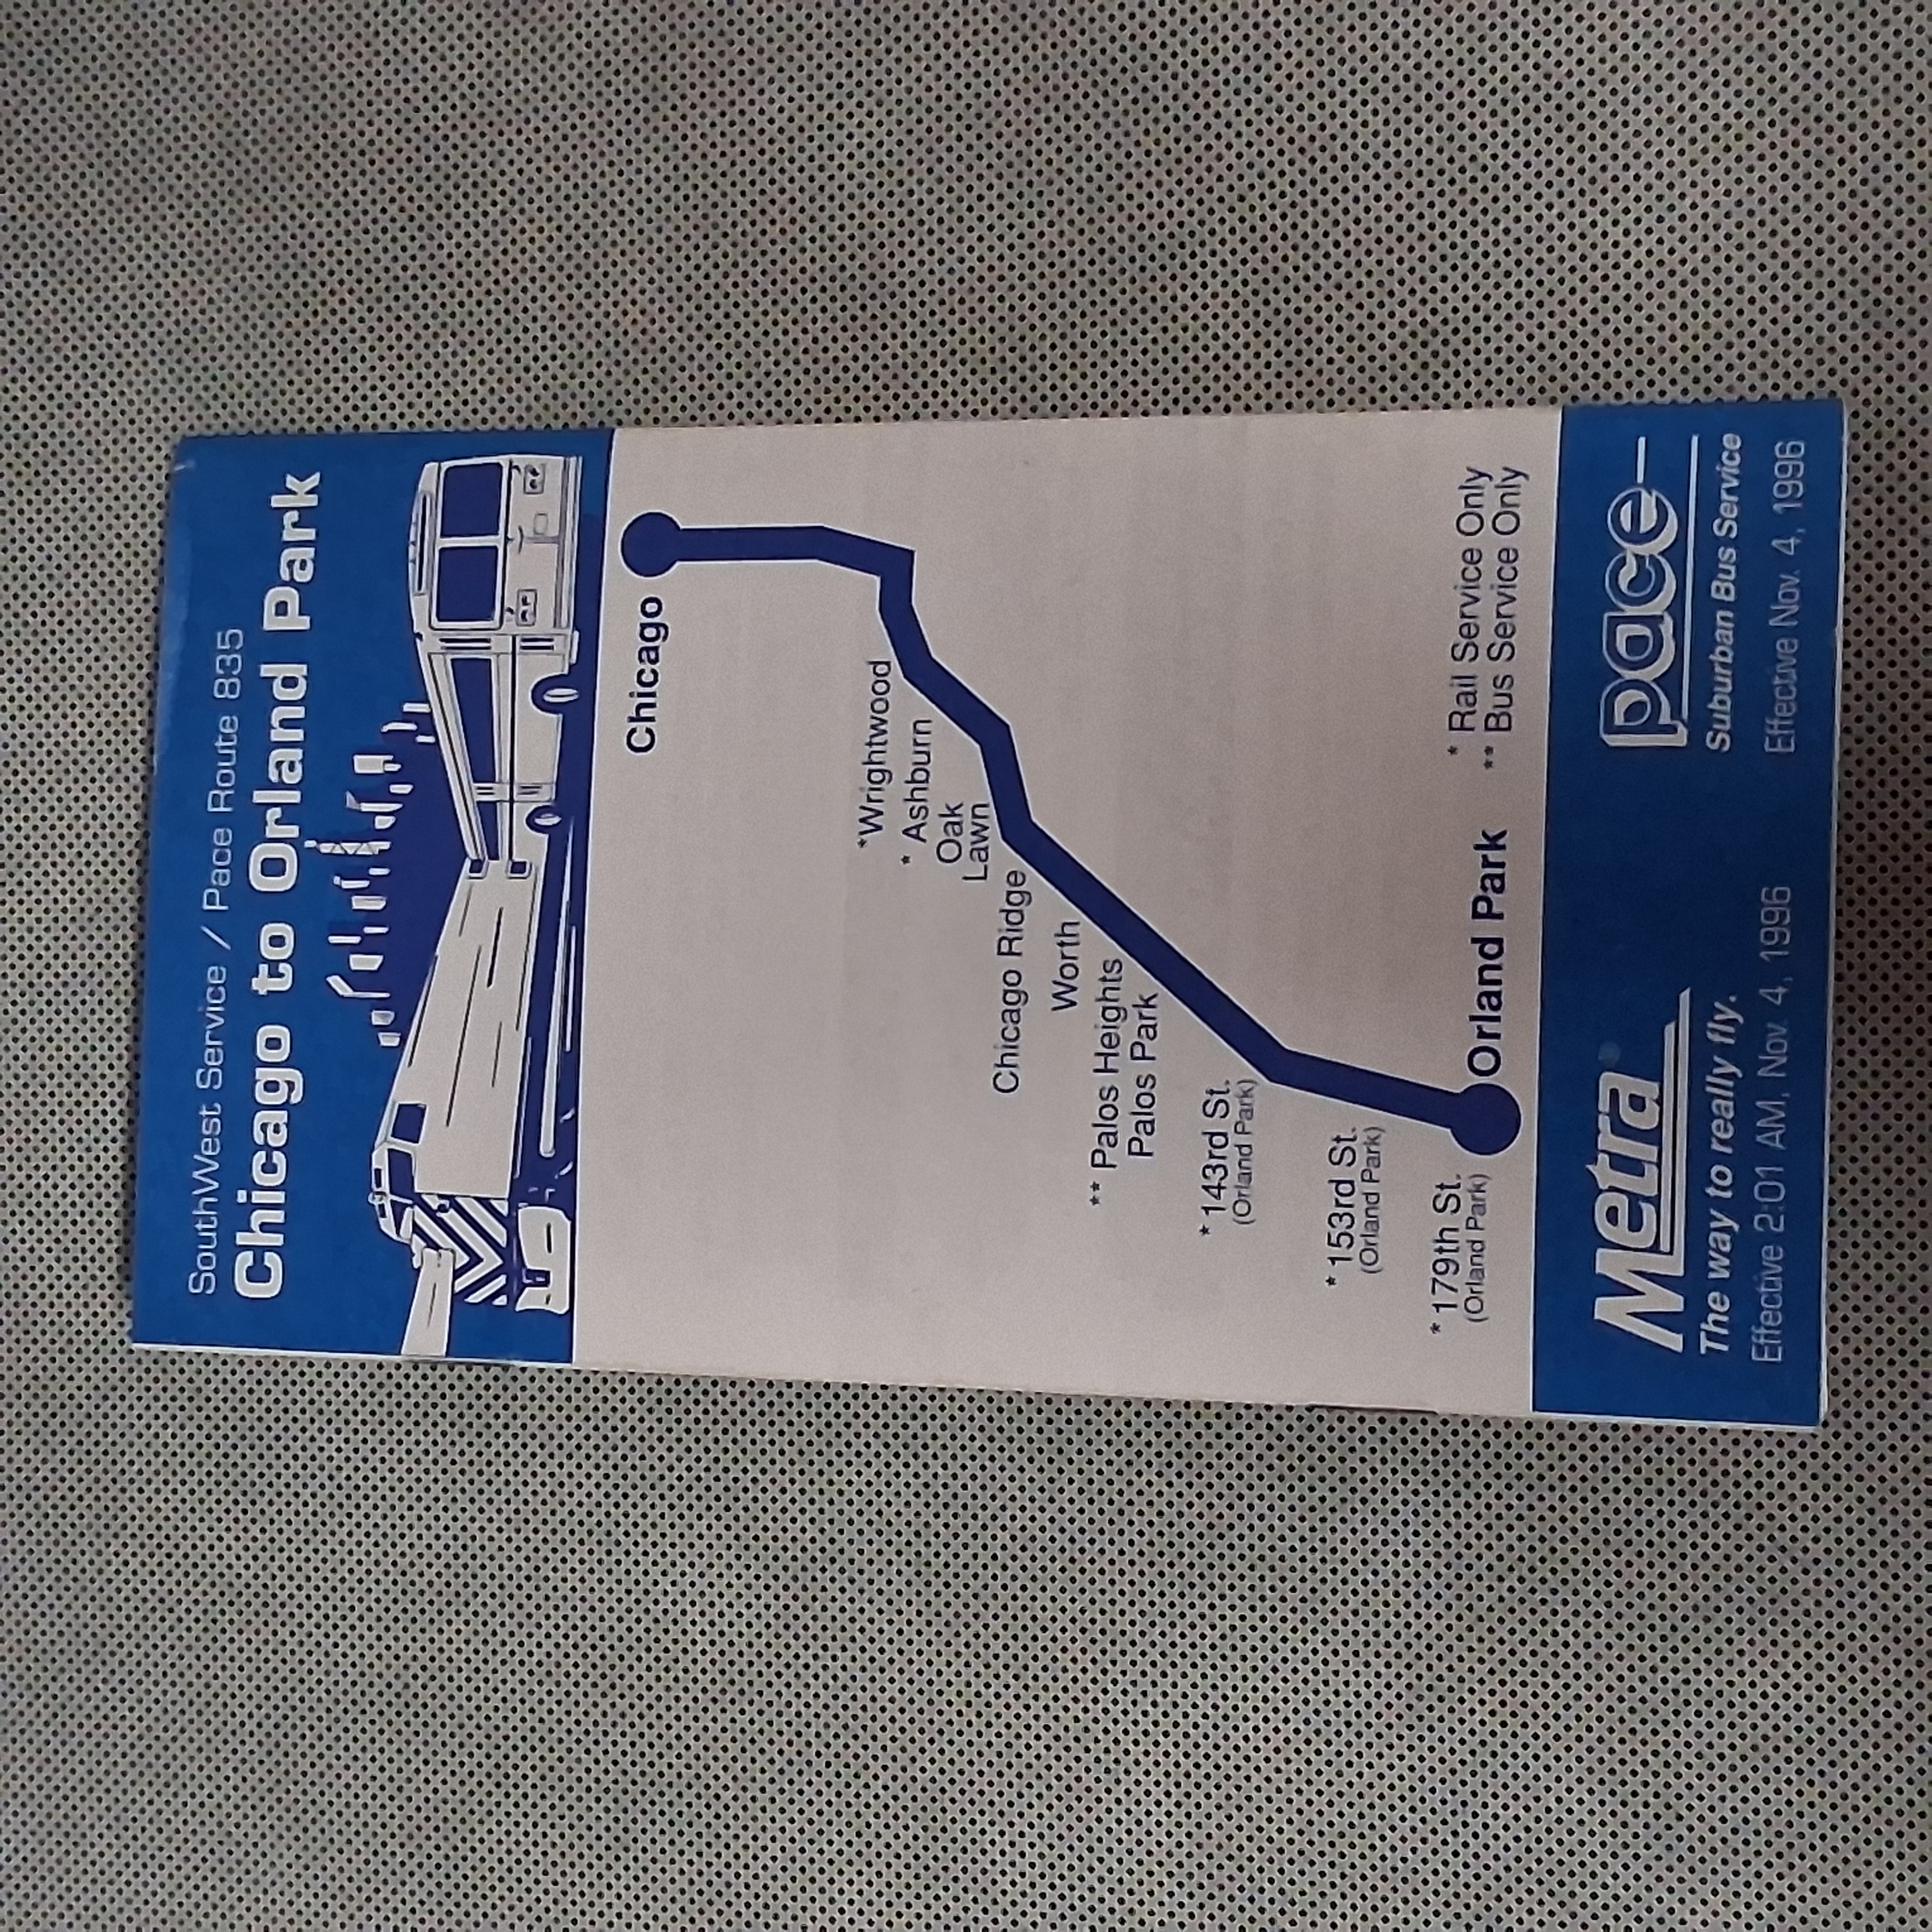 SouthWest Service / Pace Route 835
Chicago to Orland Park
Chicago
*Wrightwood
* Ashburn
Oak
Lawn
Chicago Ridge
Worth
** Palos Heights
Palos Park
* 143rd St.
(Orland Park)
* 153rd St.
(Orland Park)
* 179th St.
(Orland Park)
Orland Park
* Rail Service Only
** Bus Service Only
Metra®
The way to really fly.
Effective 2:01 AM, Nov. 4, 1996
pace
Suburban Bus Service
Effective Nov. 4, 1996